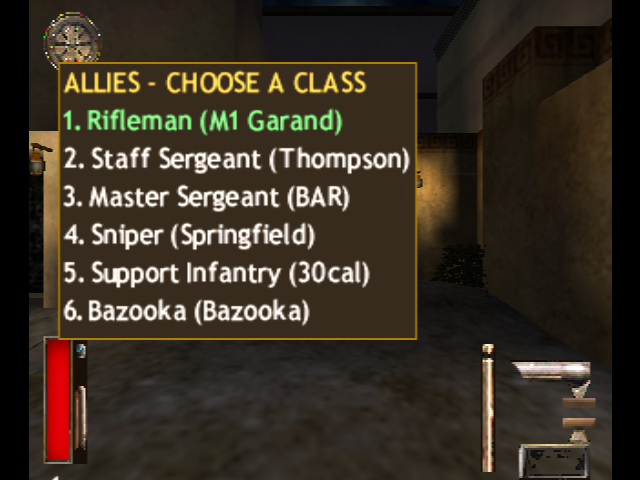 ALLIES - CHOOSE A CLASS
1. Rifleman (M1 Garand)
2. Staff Sergeant (Thompson)
3. Master Sergeant (BAR)
4. Sniper (Springfield)
5. Support Infantry (30cal)
6. Bazooka (Bazooka)